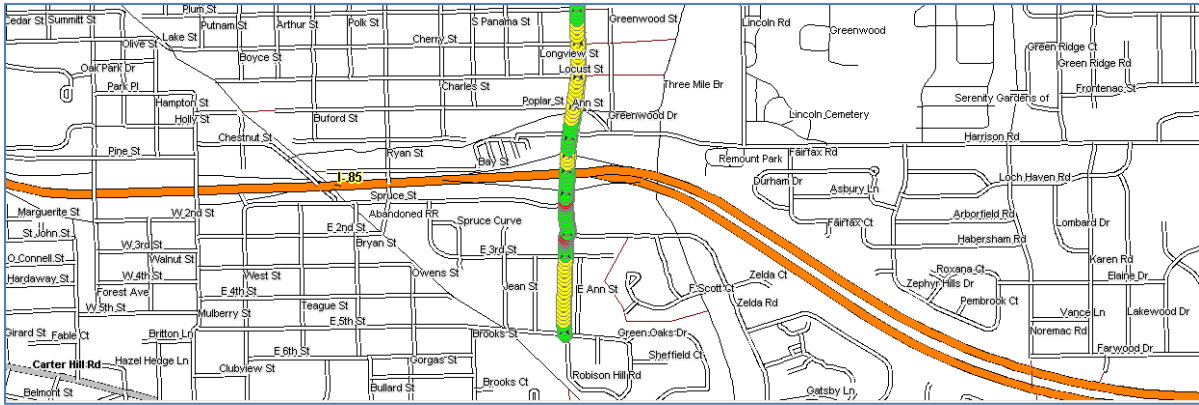 Plum St
Cedar St
Summitt St
Putnam St
Arthur St
Polk St
S Panama St
Greenwood St
Lincoln Rd
Greenwood
Lake St
Olive St
Cherry St
Green Ridge Ct
Boyce St
Longview St
Green Ridge Rd
Oak Park Dr
Locust St
Park Pl
Charles St
Three Mile Br
Frontenac St
Hampton St
Poplar St
Ann St
Serenity Gardens of
Holly St
Buford St
Greenwood Dr
Lincoln Cemetery
Chestnut St
Harrison Rd
Pine St
Ryan St
Bay St
Fairfax Rd
Remount Park
I- 85
Durham Dr
Loch Haven Rd
Asbury Ln
Spruce St
Marguerite St
W 2nd St
Abandoned RR
Spruce Curve
Fairfax Ct
Arborfield Rd
Lombard Dr
St John St
E 2nd St
W 3rd St
Bryan St
E 3rd St
Habersham Rd
O Connell St
Walnut St
Karen Rd
Hardaway St
W 4th St
West St
Owens St
Zelda Ct
Roxana Ct
Elaine Dr
Forest Ave
E 4th St
Jean St
E Ann St
F Scott Ct
Zephyr Hills Dr
W 5th St
Teague St
Zelda Rd
Pembrook Ct
Mulberry St
Vance Ln
Lakewood Dr
Girard St
Fable Ct
Britton Ln
E 5th St
Brooks St
Green Oaks Dr
Noremac Rd
E 6th St
Hazel Hedge Ln
Gorgas St
Sheffield Ct
Farwood Dr
Carter Hill Rd
Clubview St
Robison Hill Rd
Belmont St
Bullard St
Brooks Ct
Gatsby Ln